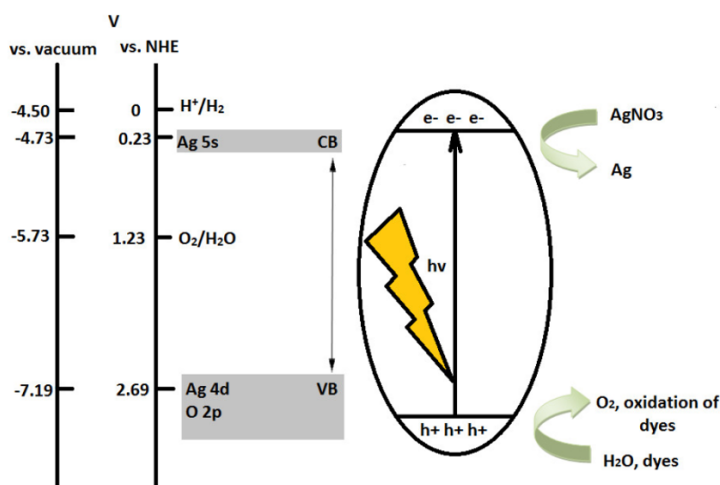 V
vs. vacuum
vs. NHE
-4.50
0
H⁺/H₂
-4.73
0.23
Ag 5s
CB
-5.73
1.23
O₂/H₂O
-7.19
2.69
Ag 4d
VB
O 2p
e- e- e-
hv
h+ h+ h+
AgNO₃
Ag
O₂, oxidation of
dyes
H₂O, dyes